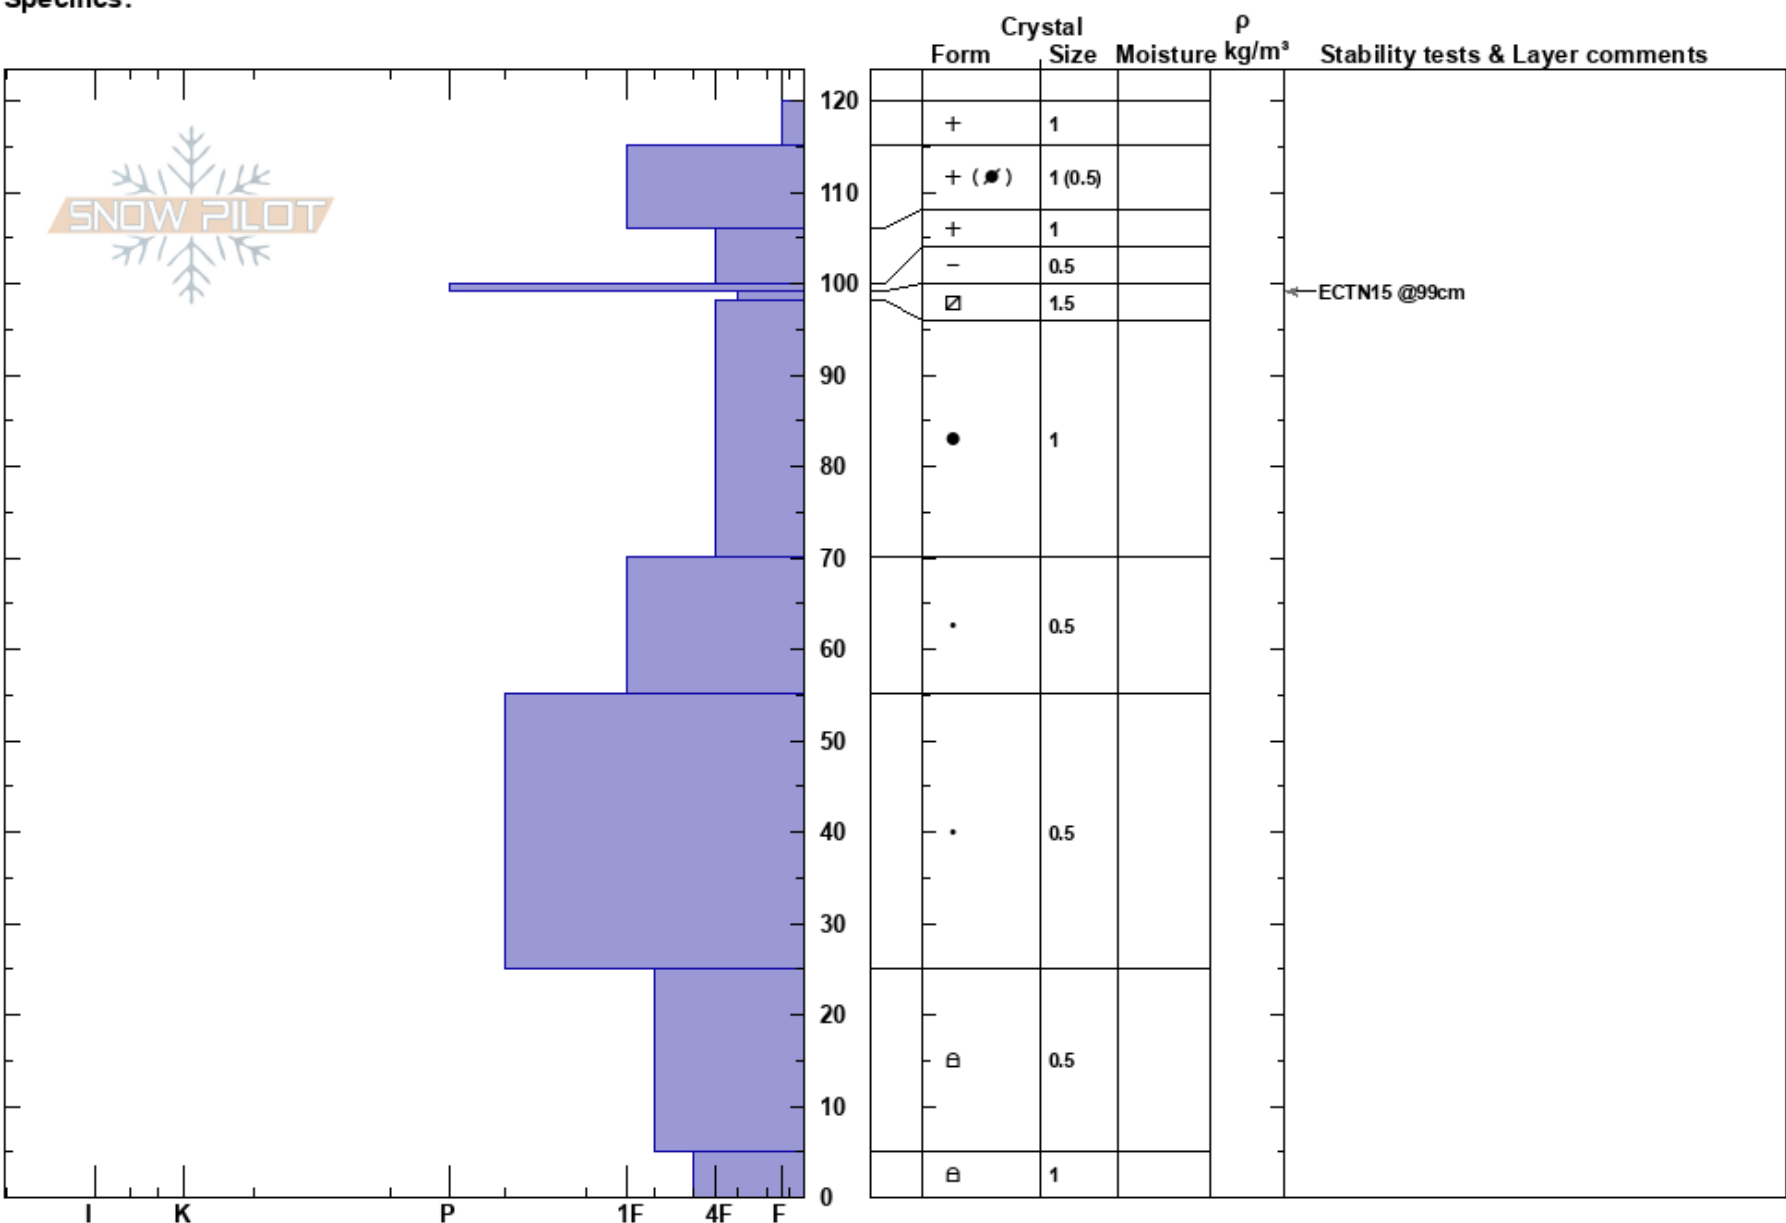 Specifics:
Crystal ρ
Form Size Moisture kg/m³ Stability tests & Layer comments
SNOW PILOT
120
+ 1
+ ( ) 1 (0.5)
110
+ 1
– 0.5
100
1.5 ECTN15 @99cm
90
● 1
80
70
• 0.5
60
50
40 • 0.5
30
20
0.5
10
1
0
I K P 1F 4F F